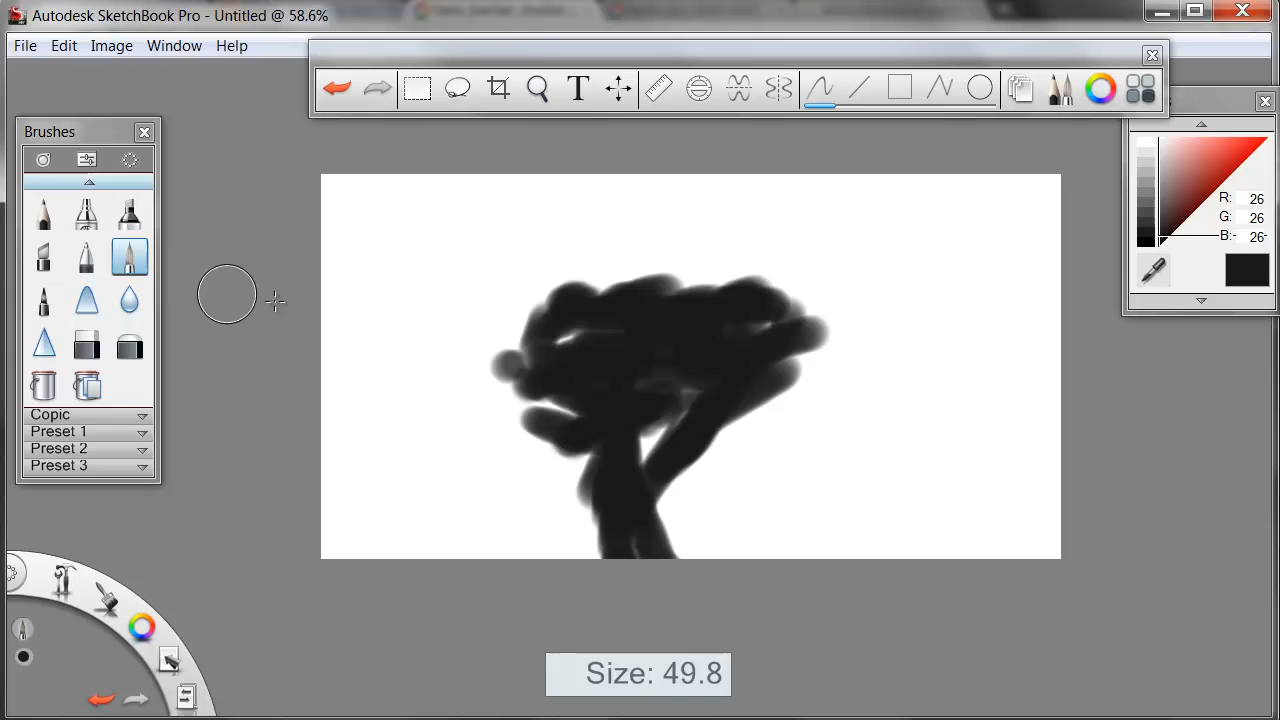 Autodesk SketchBook Pro - Untitled @ 58.6%
File Edit Image Window Help
T
Brushes
R: 26
G: 26
B: 26
Copic
Preset 1
Preset 2
Preset 3
Size: 49.8